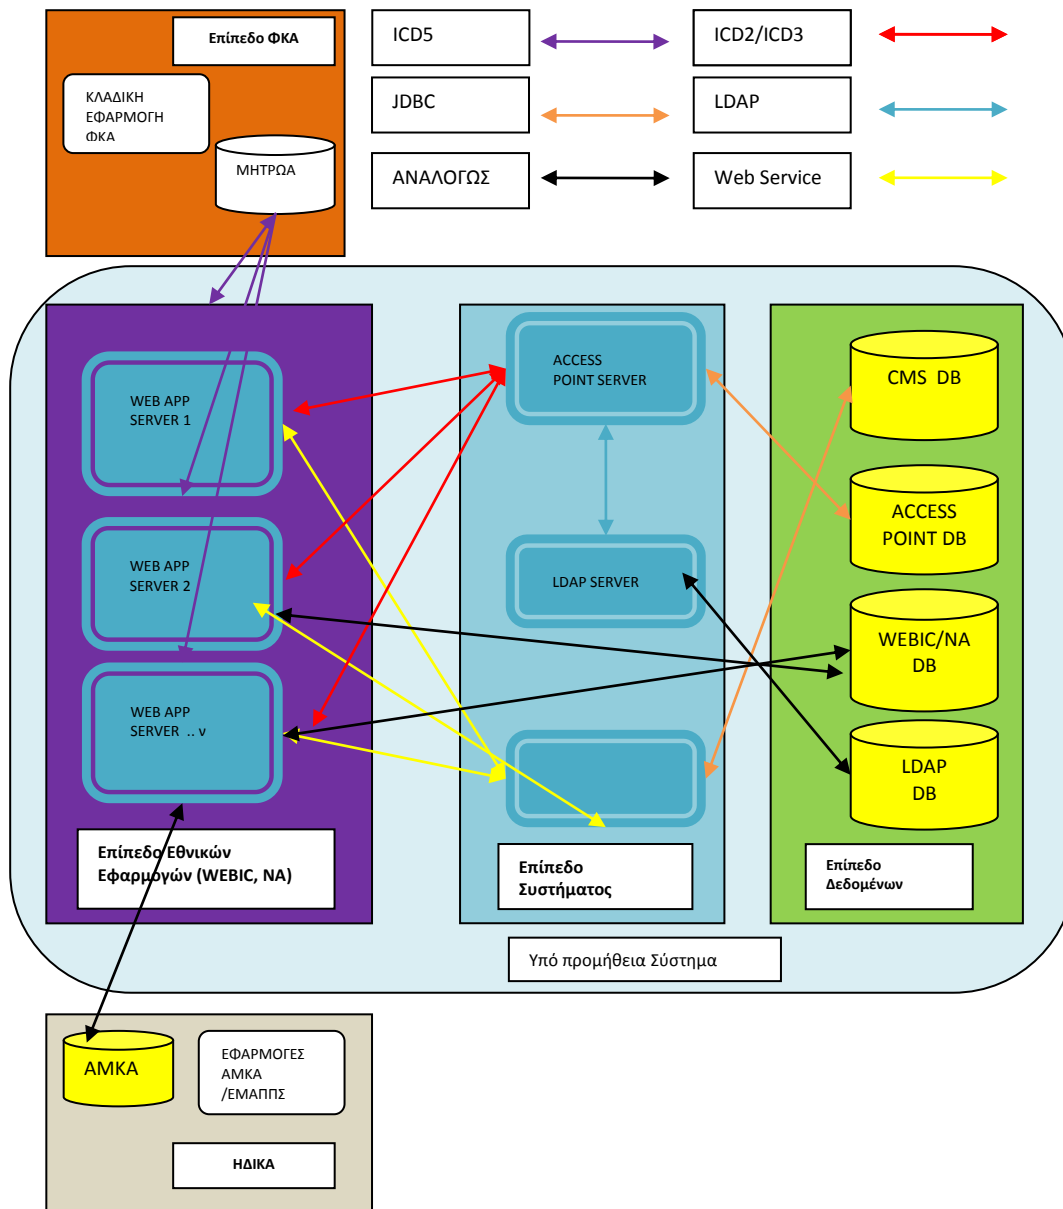 Επίπεδο ΦΚΑ
ΚΛΑΔΙΚΗ
ΕΦΑΡΜΟΓΗ
ΦΚΑ
ΜΗΤΡΩΑ
ICD5
ICD2/ICD3
JDBC
LDAP
ΑΝΑΛΟΓΩΣ
Web Service
WEB APP
SERVER 1
WEB APP
SERVER 2
WEB APP
SERVER .. ν
Επίπεδο Εθνικών
Εφαρμογών (WEBIC, NA)
ACCESS
POINT SERVER
LDAP SERVER
Επίπεδο
Συστήματος
CMS DB
ACCESS
POINT DB
WEBIC/NA
DB
LDAP
DB
Επίπεδο
Δεδομένων
Υπό προμήθεια Σύστημα
ΑΜΚΑ
ΕΦΑΡΜΟΓΕΣ
ΑΜΚΑ
/ΕΜΑΠΠΣ
ΗΔΙΚΑ